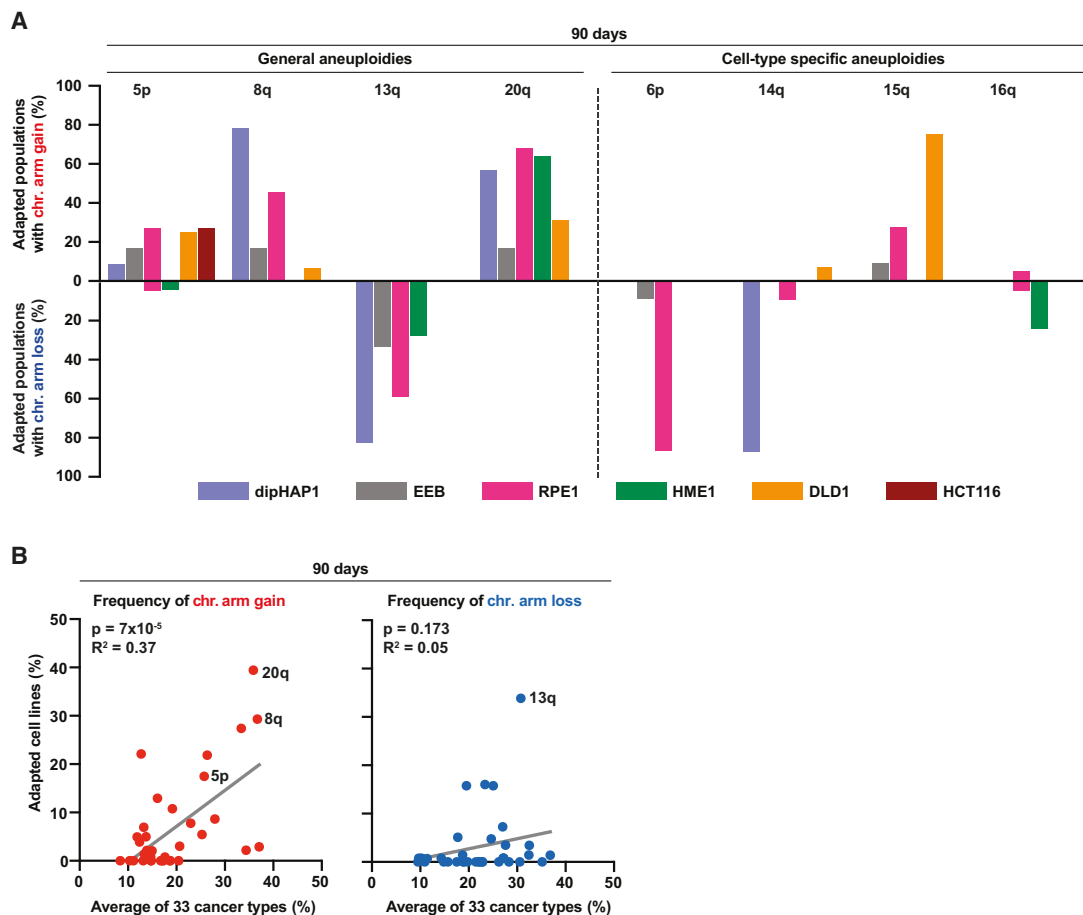 A
90 days
General aneuploidies
Cell-type specific aneuploidies
5p 8q 13q 20q 6p 14q 15q 16q
Adapted populations
with chr. arm gain (%)
100
80
60
40
20
0
Adapted populations
with chr. arm loss (%)
20
40
60
80
100
dipHAP1 EEB RPE1 HME1 DLD1 HCT116
B
90 days
Frequency of chr. arm gain
p = 7x10⁻⁵
R² = 0.37
20q
8q
5p
Adapted cell lines (%)
50
40
30
20
10
0
0 10 20 30 40 50
Average of 33 cancer types (%)
Frequency of chr. arm loss
p = 0.173
R² = 0.05
13q
0 10 20 30 40 50
Average of 33 cancer types (%)